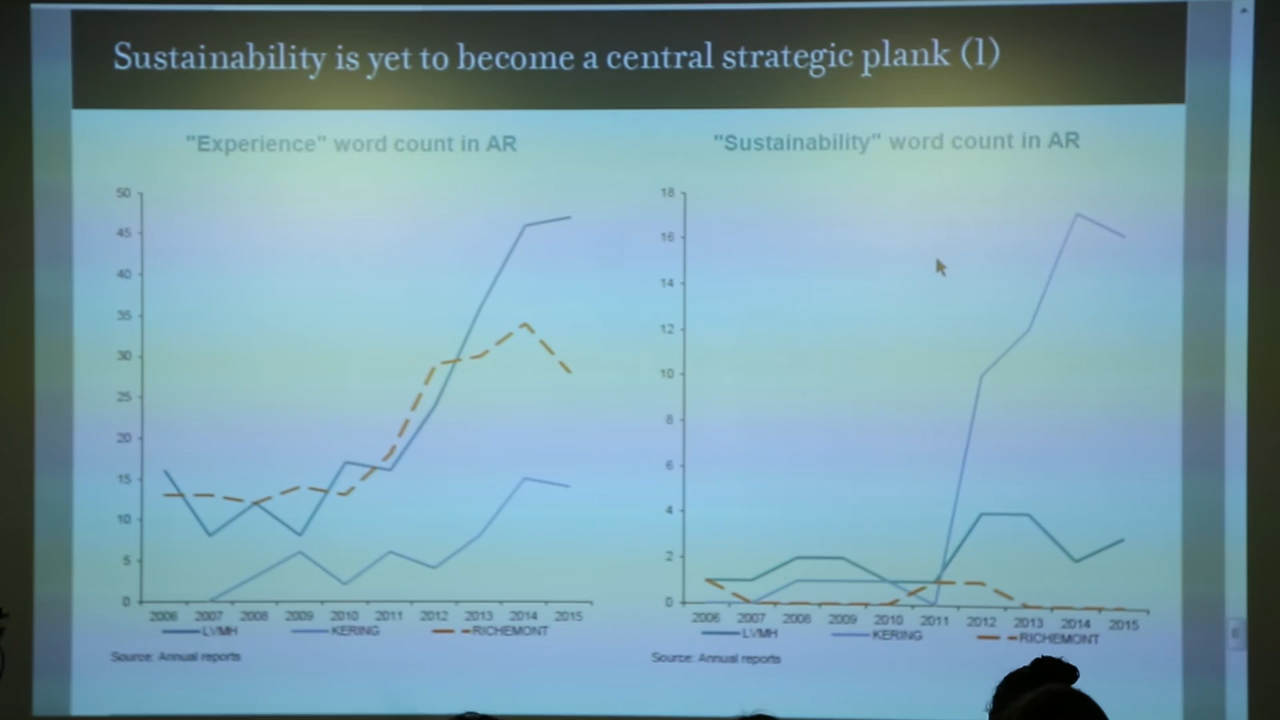 Sustainability is yet to become a central strategic plank (1)
"Experience" word count in AR
50
45
40
35
30
25
20
15
10
5
0
2006 2007 2008 2009 2010 2011 2012 2013 2014 2015
LVMH KERING RICHEMONT
Source: Annual reports
"Sustainability" word count in AR
18
16
14
12
10
8
6
4
2
0
2006 2007 2008 2009 2010 2011 2012 2013 2014 2015
LVMH KERING RICHEMONT
Source: Annual reports